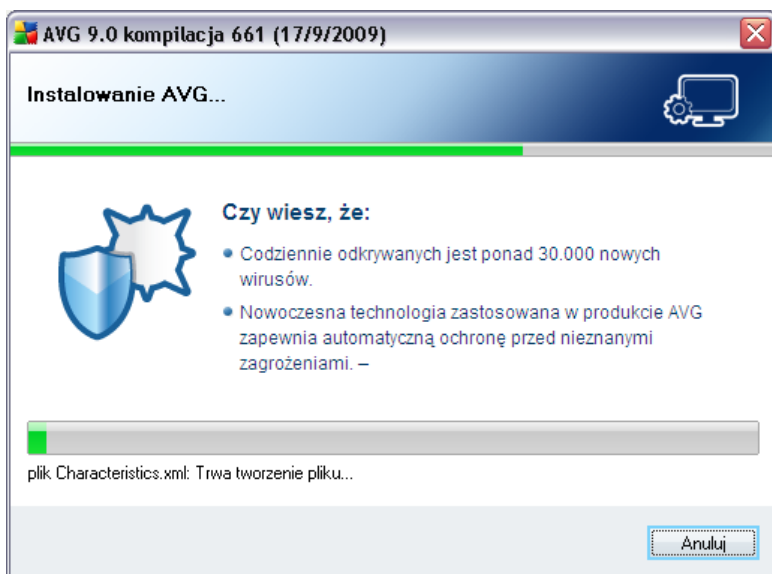 AVG 9.0 kompilacja 661 (17/9/2009)
Instalowanie AVG...
Czy wiesz, że:
Codziennie odkrywanych jest ponad 30.000 nowych
wirusów.
Nowoczesna technologia zastosowana w produkcie AVG
zapewnia automatyczną ochronę przed nieznanymi
zagrożeniami. –
plik Characteristics.xml: Trwa tworzenie pliku...
Anuluj